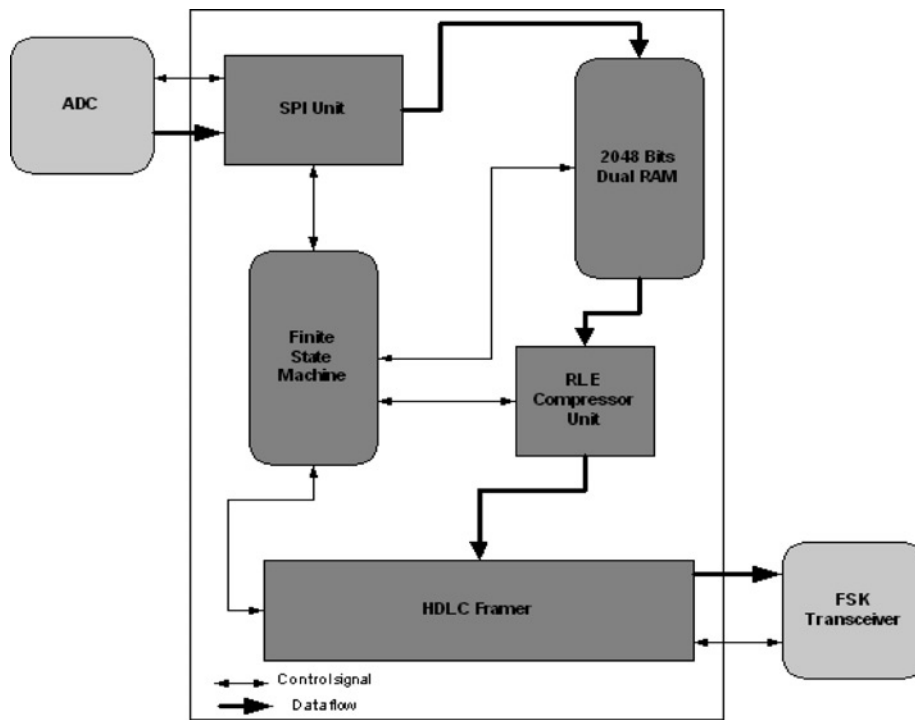 ADC
SPI Unit
2048 Bits
Dual RAM
Finite
State
Machine
RLE
Compressor
Unit
HDLC Framer
FSK
Transceiver
Control signal
Data flow